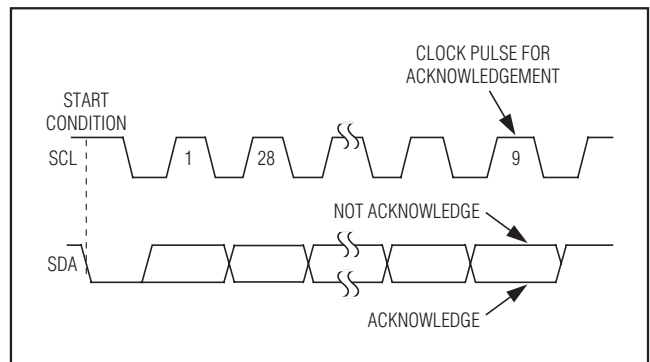 CLOCK PULSE FOR
ACKNOWLEDGEMENT
START
CONDITION
SCL
1
28
9
NOT ACKNOWLEDGE
SDA
ACKNOWLEDGE